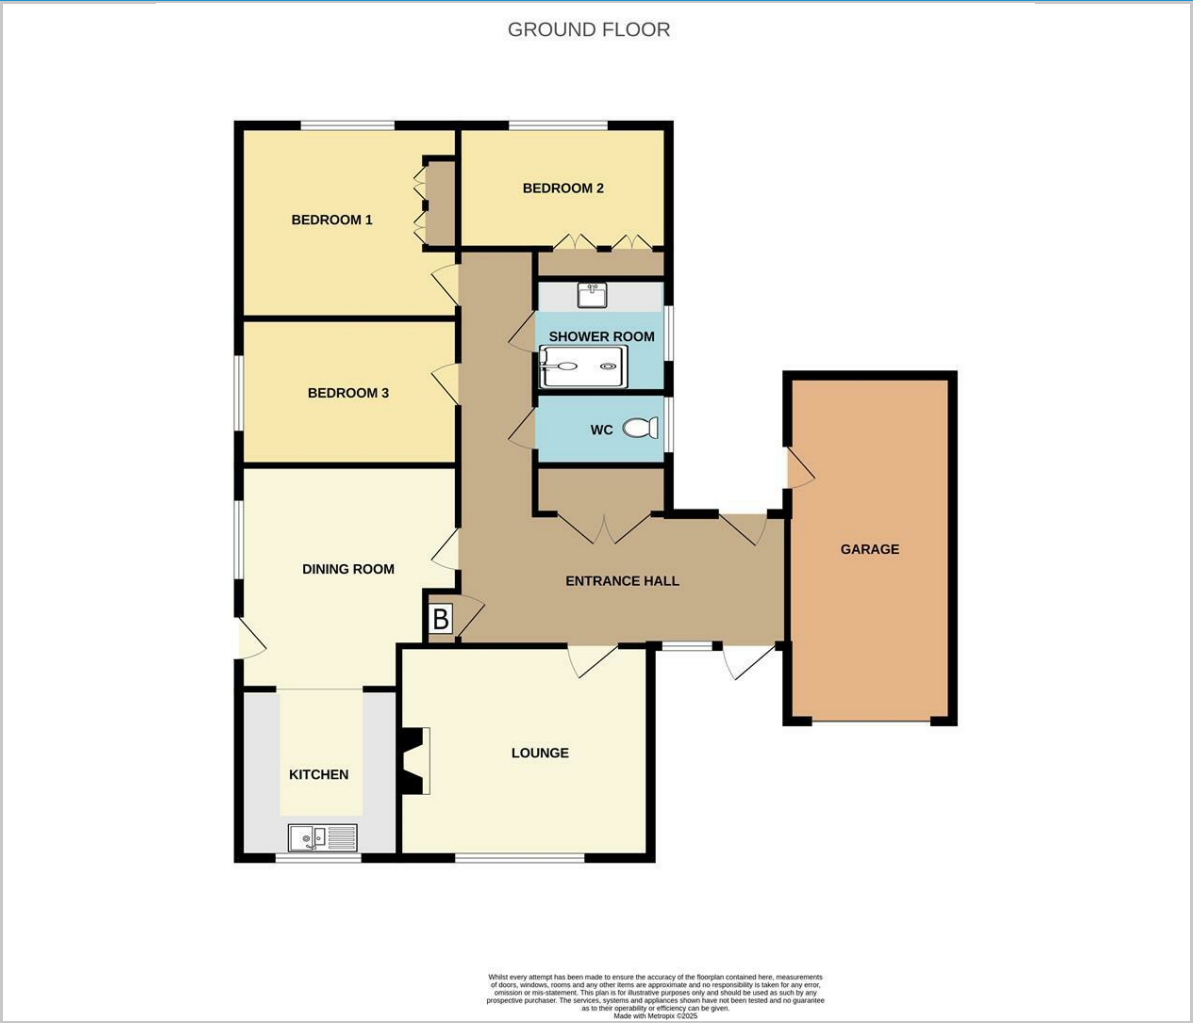 GROUND FLOOR
BEDROOM 1
BEDROOM 2
SHOWER ROOM
BEDROOM 3
WC
GARAGE
DINING ROOM
ENTRANCE HALL
B
LOUNGE
KITCHEN
Whilst every attempt has been made to ensure the accuracy of the floorplan contained here, measurements
of doors, windows, rooms and any other items are approximate and no responsibility is taken for any error,
omission or mis-statement. This plan is for illustrative purposes only and should be used as such by any
prospective purchaser. The services, systems and appliances shown have not been tested and no guarantee
as to their operability or efficiency can be given.
Made with Metropix ©2025